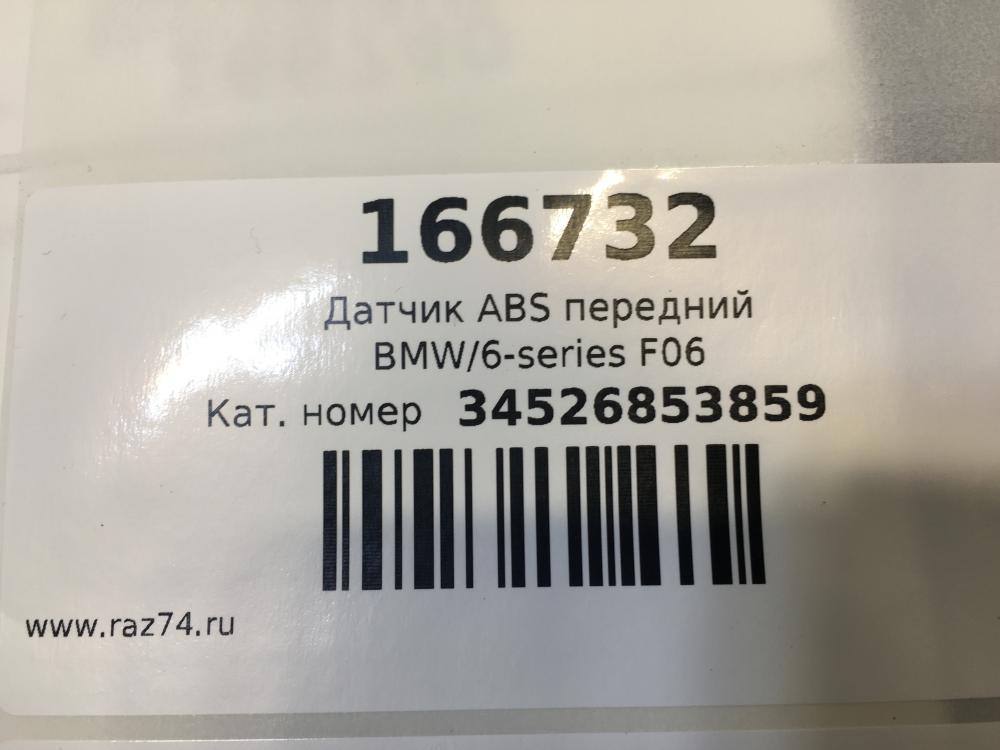 166732
Датчик ABS передний
BMW/6-series F06
Кат. номер 34526853859
www.raz74.ru